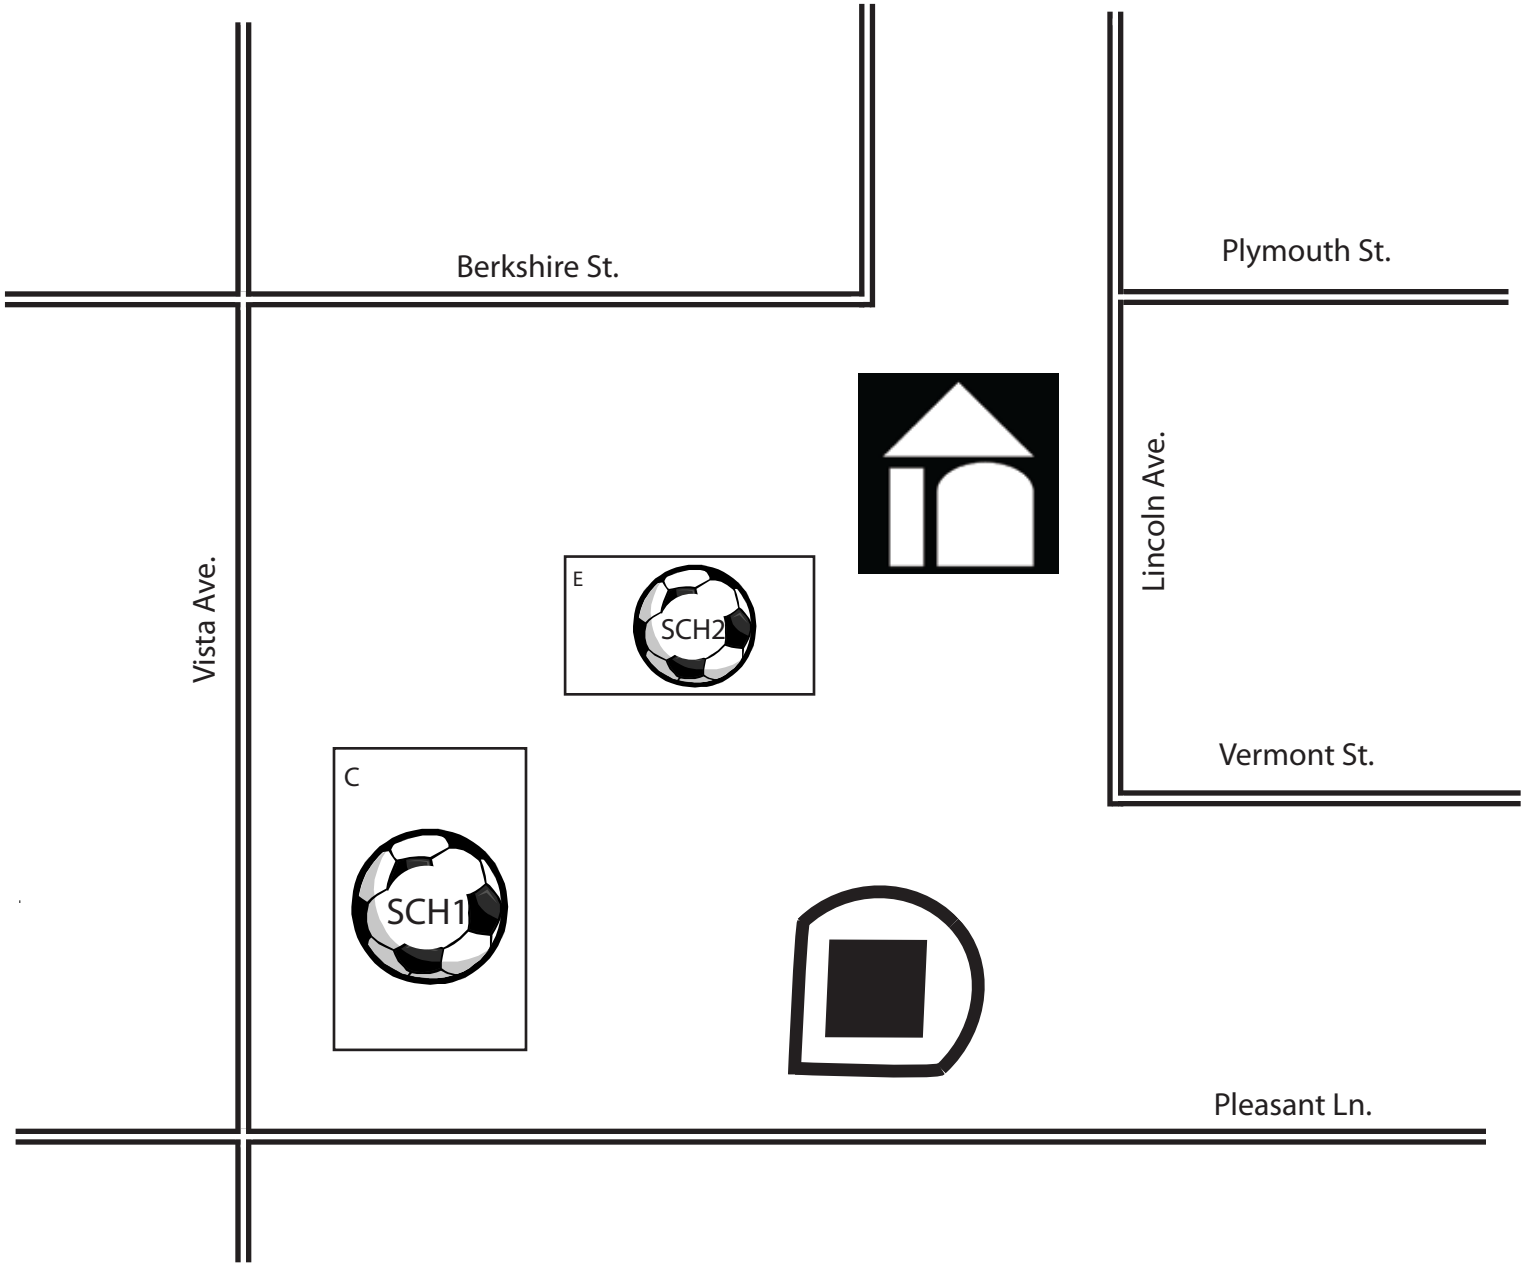 Plymouth St.
Berkshire St.
Lincoln Ave.
Vista Ave.
E
SCH2
Vermont St.
C
SCH1
Pleasant Ln.